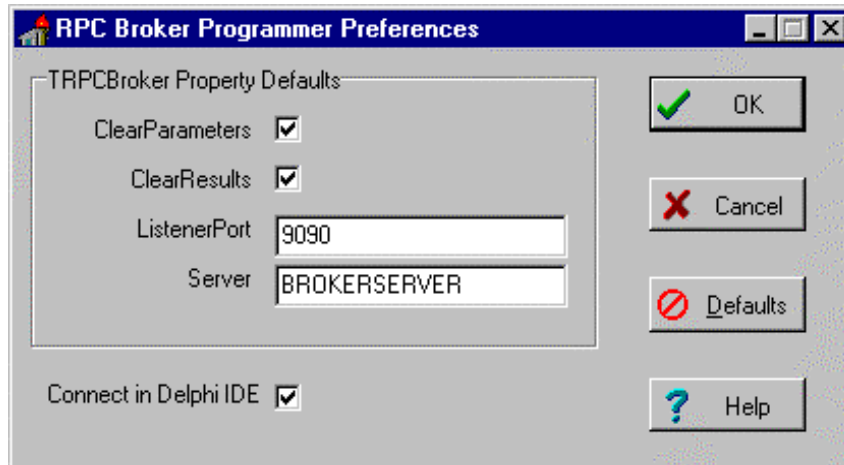 RPC Broker Programmer Preferences
TRPCBroker Property Defaults
ClearParameters
ClearResults
ListenerPort 9090
Server BROKERSERVER
Connect in Delphi IDE
OK
Cancel
Defaults
Help